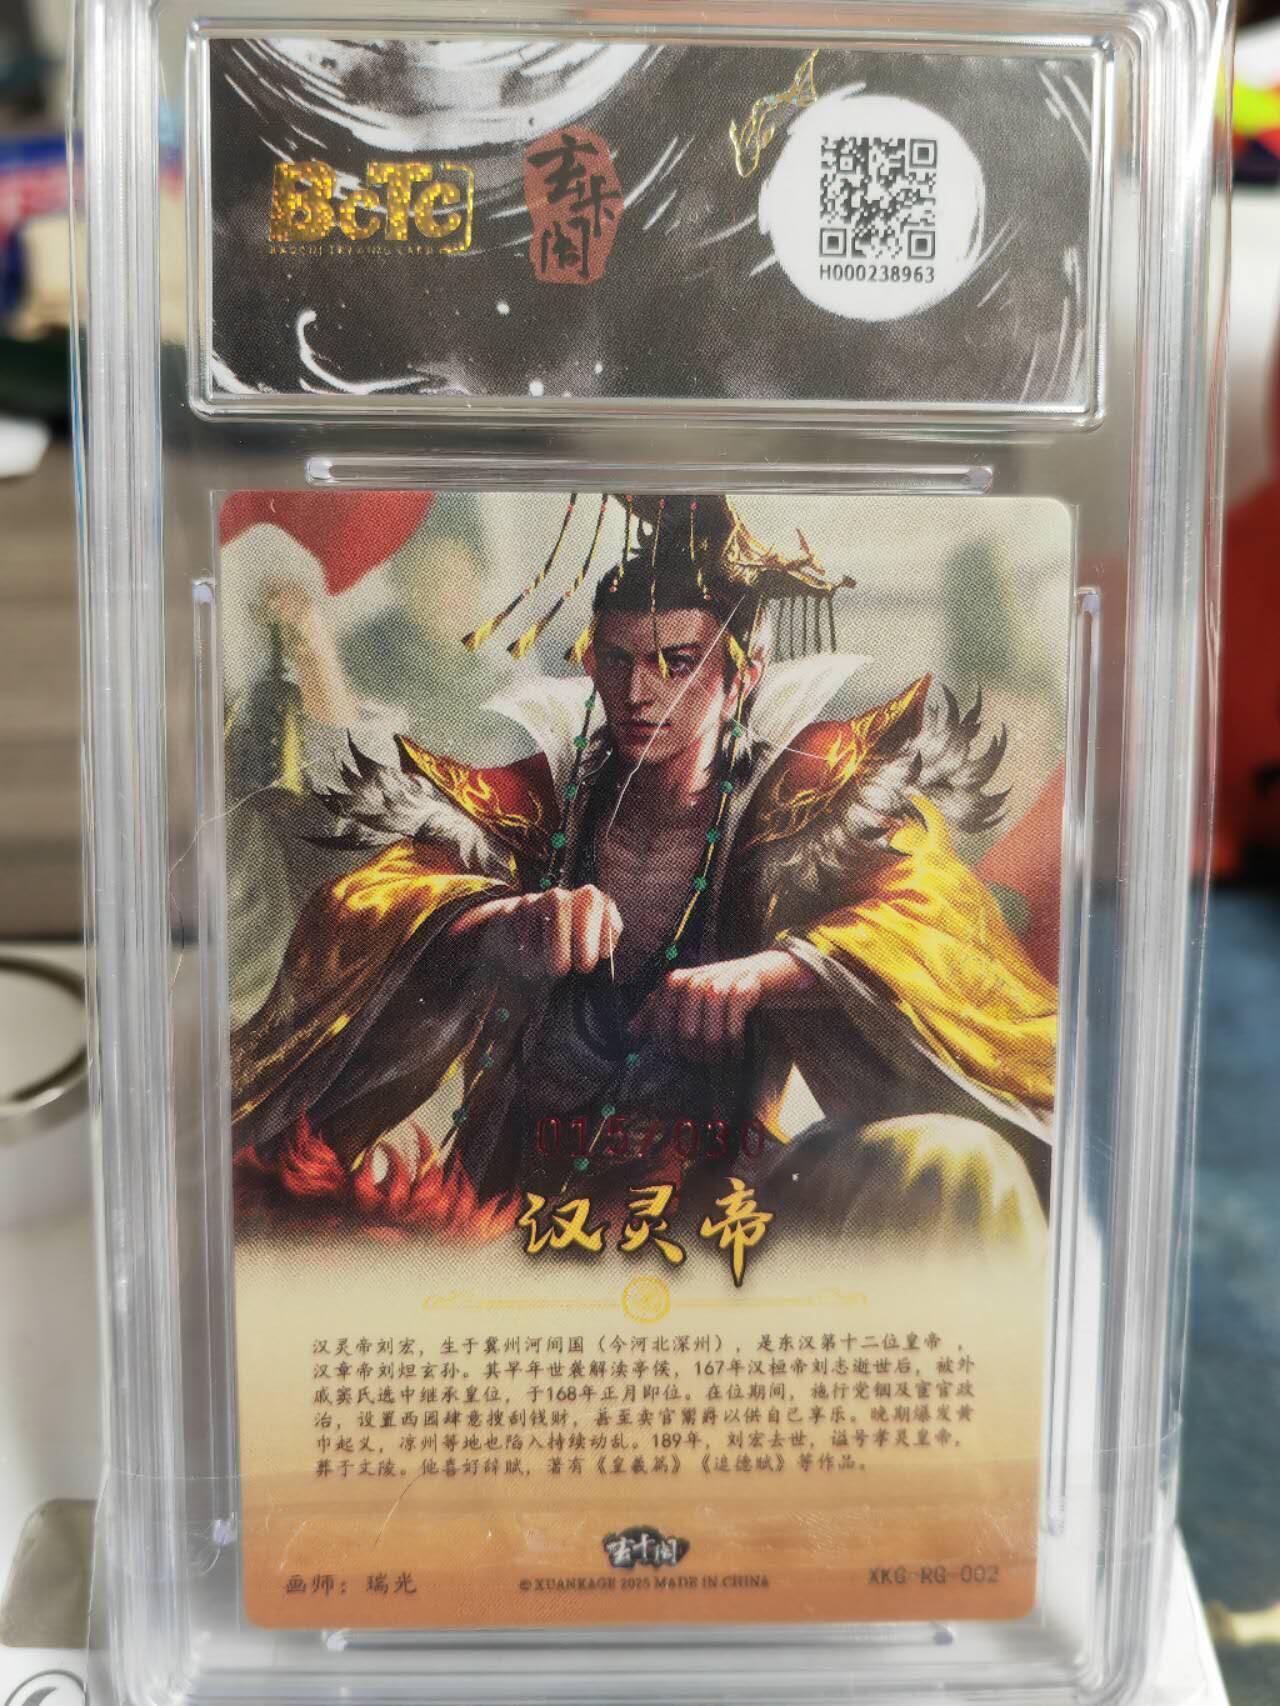 BcTc
玄卡阁
H000238963
015/030
汉灵帝
汉灵帝刘宏，生于冀州河间国（今河北深州），是东汉第十二位皇帝，
汉章帝刘炟玄孙。其早年世袭解渎亭侯，167年汉桓帝刘志逝世后，被外
戚窦氏选中继承皇位，于168年正月即位。在位期间，施行党锢及宦官政
治，设置西园肆意搜刮钱财，甚至卖官鬻爵以供自己享乐。晚期爆发黄
巾起义，凉州等地也陷入持续动乱。189年，刘宏去世，谥号孝灵皇帝，
葬于文陵。他喜好辞赋，著有《皇羲篇》《追德赋》等作品。
玄卡阁
画师：瑞光
©XUANKAGE 2025 MADE IN CHINA
XKG-RG-002